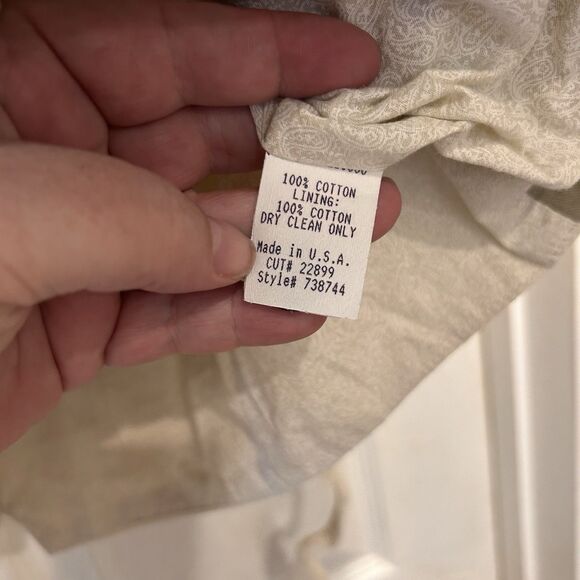 100% COTTON
LINING:
100% COTTON
DRY CLEAN ONLY
Made in U.S.A.
CUT# 22899
Style# 738744